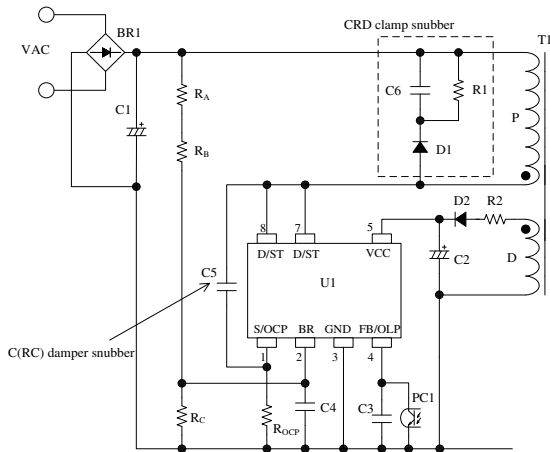 CRD clamp snubber
T1
BR1
VAC
C1
RA
RB
C6
R1
P
D1
D2
R2
8
7
5
D/ST
D/ST
VCC
C2
D
C5
U1
C(RC) damper snubber
S/OCP
BR
GND
FB/OLP
1
2
3
4
PC1
RC
ROCP
C4
C3